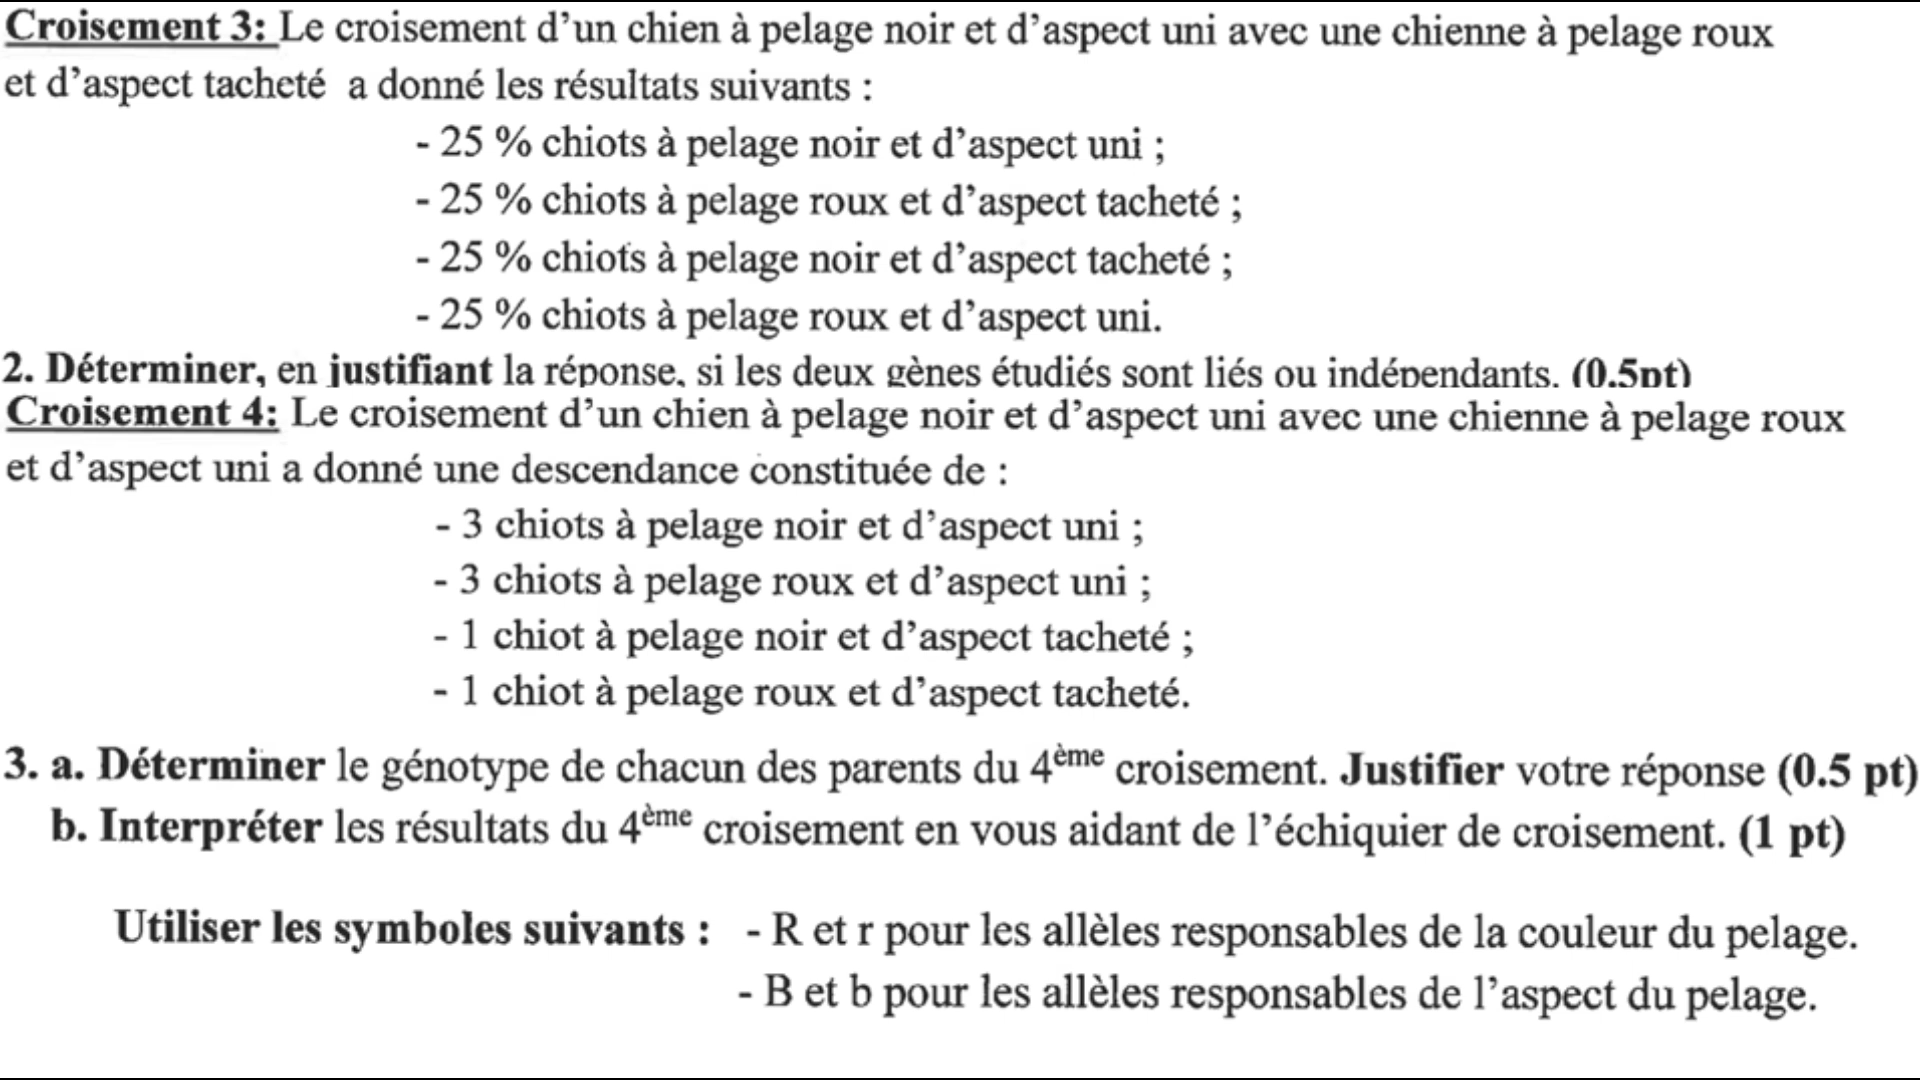 Croisement 3: Le croisement d'un chien à pelage noir et d'aspect uni avec une chienne à pelage roux
et d'aspect tacheté a donné les résultats suivants :
- 25 % chiots à pelage noir et d'aspect uni ;
- 25 % chiots à pelage roux et d'aspect tacheté ;
- 25 % chiots à pelage noir et d'aspect tacheté ;
- 25 % chiots à pelage roux et d'aspect uni.
2. Déterminer, en justifiant la réponse, si les deux gènes étudiés sont liés ou indépendants. (0.5pt)
Croisement 4: Le croisement d'un chien à pelage noir et d'aspect uni avec une chienne à pelage roux
et d'aspect uni a donné une descendance constituée de :
- 3 chiots à pelage noir et d'aspect uni ;
- 3 chiots à pelage roux et d'aspect uni ;
- 1 chiot à pelage noir et d'aspect tacheté ;
- 1 chiot à pelage roux et d'aspect tacheté.
3. a. Déterminer le génotype de chacun des parents du 4ème croisement. Justifier votre réponse (0.5 pt)
b. Interpréter les résultats du 4ème croisement en vous aidant de l'échiquier de croisement. (1 pt)
Utiliser les symboles suivants : - R et r pour les allèles responsables de la couleur du pelage.
- B et b pour les allèles responsables de l'aspect du pelage.